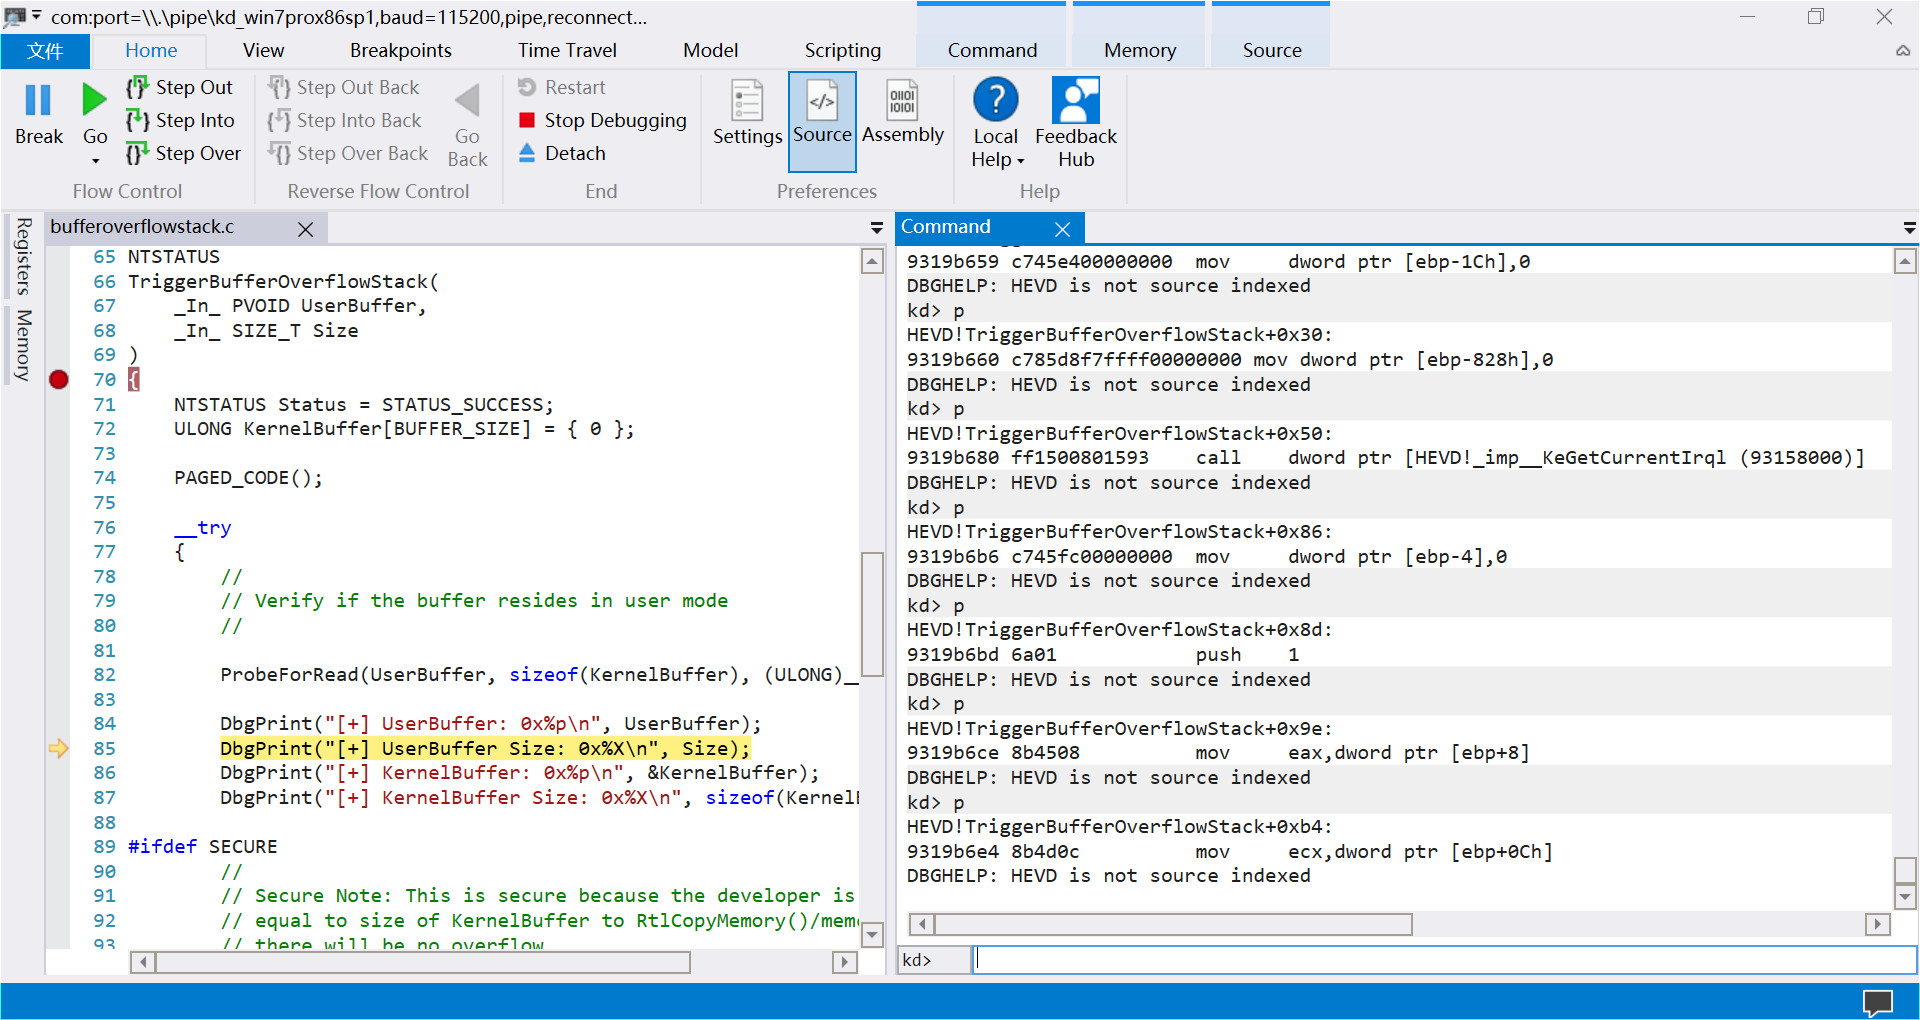 com:port=\\.\pipe\kd_win7prox86sp1,baud=115200,pipe,reconnect...
文件 Home View Breakpoints Time Travel Model Scripting Command Memory Source
Break
Go
Step Out
Step Into
Step Over
Flow Control
Step Out Back
Step Into Back
Step Over Back
Go Back
Reverse Flow Control
Restart
Stop Debugging
Detach
End
Settings
Source
Assembly
Preferences
Local Help
Feedback Hub
Help
Registers
Memory
bufferoverflowstack.c
65 NTSTATUS
66 TriggerBufferOverflowStack(
67     _In_ PVOID UserBuffer,
68     _In_ SIZE_T Size
69 )
70 {
71     NTSTATUS Status = STATUS_SUCCESS;
72     ULONG KernelBuffer[BUFFER_SIZE] = { 0 };
73
74     PAGED_CODE();
75
76     __try
77     {
78         //
79         // Verify if the buffer resides in user mode
80         //
81
82         ProbeForRead(UserBuffer, sizeof(KernelBuffer), (ULONG)__
83
84         DbgPrint("[+] UserBuffer: 0x%p\n", UserBuffer);
85         DbgPrint("[+] UserBuffer Size: 0x%X\n", Size);
86         DbgPrint("[+] KernelBuffer: 0x%p\n", &KernelBuffer);
87         DbgPrint("[+] KernelBuffer Size: 0x%X\n", sizeof(Kernel
88
89 #ifdef SECURE
90         //
91         // Secure Note: This is secure because the developer is
92         // equal to size of KernelBuffer to RtlCopyMemory()/mem
93         // there will be no overflow
Command
9319b659 c745e400000000  mov     dword ptr [ebp-1Ch],0
DBGHELP: HEVD is not source indexed
kd> p
HEVD!TriggerBufferOverflowStack+0x30:
9319b660 c785d8f7ffff00000000 mov dword ptr [ebp-828h],0
DBGHELP: HEVD is not source indexed
kd> p
HEVD!TriggerBufferOverflowStack+0x50:
9319b680 ff1500801593    call    dword ptr [HEVD!_imp__KeGetCurrentIrql (93158000)]
DBGHELP: HEVD is not source indexed
kd> p
HEVD!TriggerBufferOverflowStack+0x86:
9319b6b6 c745fc00000000  mov     dword ptr [ebp-4],0
DBGHELP: HEVD is not source indexed
kd> p
HEVD!TriggerBufferOverflowStack+0x8d:
9319b6bd 6a01            push    1
DBGHELP: HEVD is not source indexed
kd> p
HEVD!TriggerBufferOverflowStack+0x9e:
9319b6ce 8b4508          mov     eax,dword ptr [ebp+8]
DBGHELP: HEVD is not source indexed
kd> p
HEVD!TriggerBufferOverflowStack+0xb4:
9319b6e4 8b4d0c          mov     ecx,dword ptr [ebp+0Ch]
DBGHELP: HEVD is not source indexed
kd>